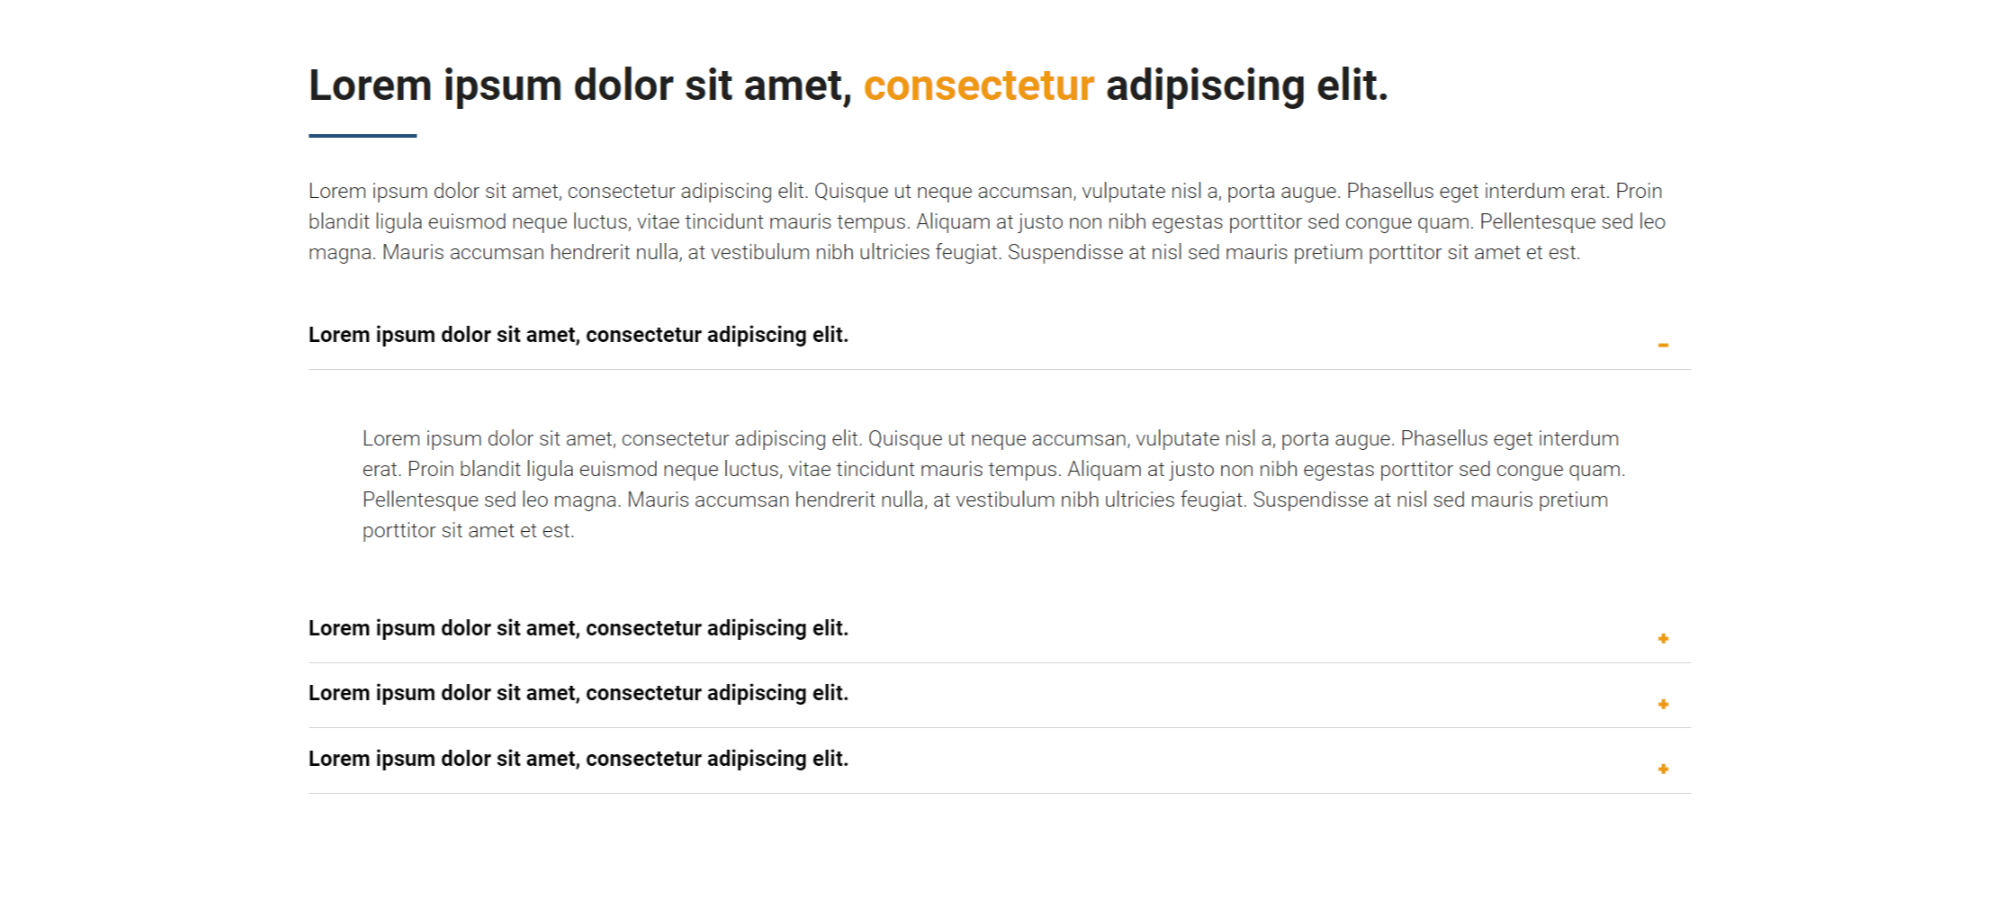 Lorem ipsum dolor sit amet, consectetur adipiscing elit.
Lorem ipsum dolor sit amet, consectetur adipiscing elit. Quisque ut neque accumsan, vulputate nisl a, porta augue. Phasellus eget interdum erat. Proin
blandit ligula euismod neque luctus, vitae tincidunt mauris tempus. Aliquam at justo non nibh egestas porttitor sed congue quam. Pellentesque sed leo
magna. Mauris accumsan hendrerit nulla, at vestibulum nibh ultricies feugiat. Suspendisse at nisl sed mauris pretium porttitor sit amet et est.
Lorem ipsum dolor sit amet, consectetur adipiscing elit.
Lorem ipsum dolor sit amet, consectetur adipiscing elit. Quisque ut neque accumsan, vulputate nisl a, porta augue. Phasellus eget interdum
erat. Proin blandit ligula euismod neque luctus, vitae tincidunt mauris tempus. Aliquam at justo non nibh egestas porttitor sed congue quam.
Pellentesque sed leo magna. Mauris accumsan hendrerit nulla, at vestibulum nibh ultricies feugiat. Suspendisse at nisl sed mauris pretium
porttitor sit amet et est.
Lorem ipsum dolor sit amet, consectetur adipiscing elit.
Lorem ipsum dolor sit amet, consectetur adipiscing elit.
Lorem ipsum dolor sit amet, consectetur adipiscing elit.